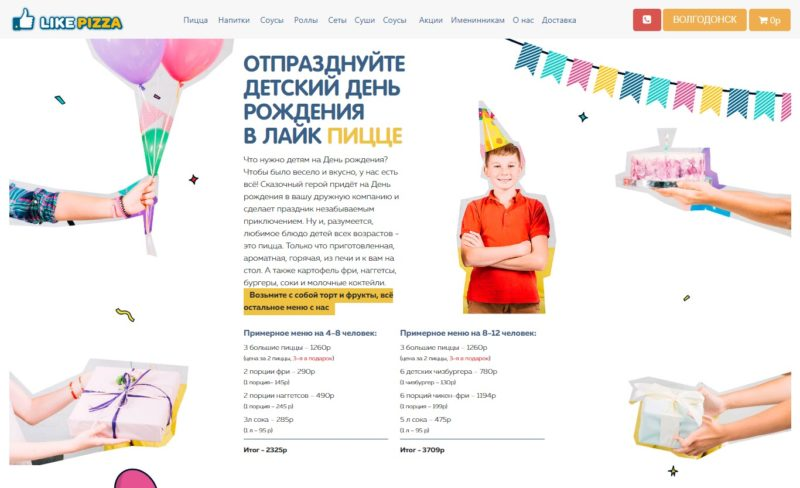 LIKE PIZZA
Пицца Напитки Соусы Роллы Сеты Суши Соусы Акции Именинникам О нас Доставка
ВОЛГОДОНСК
0р
ОТПРАЗДНУЙТЕ
ДЕТСКИЙ ДЕНЬ
РОЖДЕНИЯ
В ЛАЙК ПИЦЦЕ
Что нужно детям на День рождения?
Чтобы было весело и вкусно, у нас есть
всё! Сказочный герой придёт на День
рождения в вашу дружную компанию и
сделает праздник незабываемым
приключением. Ну и, разумеется,
любимое блюдо детей всех возрастов -
это пицца. Только что приготовленная,
ароматная, горячая, из печи и к вам на
стол. А также картофель фри, наггетсы,
бургеры, соки и молочные коктейли.
Возьмите с собой торт и фрукты, всё
остальное меню с нас
Примерное меню на 4-8 человек:
3 большие пиццы - 1260р
(цена за 2 пиццы, 3-я в подарок)
2 порции фри - 290р
(1 порция- 145р)
2 порции наггетсов - 490р
(1 порция - 245 р)
3л сока - 285р
(1 л - 95 р)
Итог - 2325р
Примерное меню на 8-12 человек:
3 большие пиццы - 1260р
(цена за 2 пиццы, 3-я в подарок)
6 детских чизбургера - 780р
(1 чизбургер - 130р)
6 порций чикен-фри - 1194р
(1 порция - 199р)
5 л сока - 475р
(1 л - 95 р)
Итог - 3709р